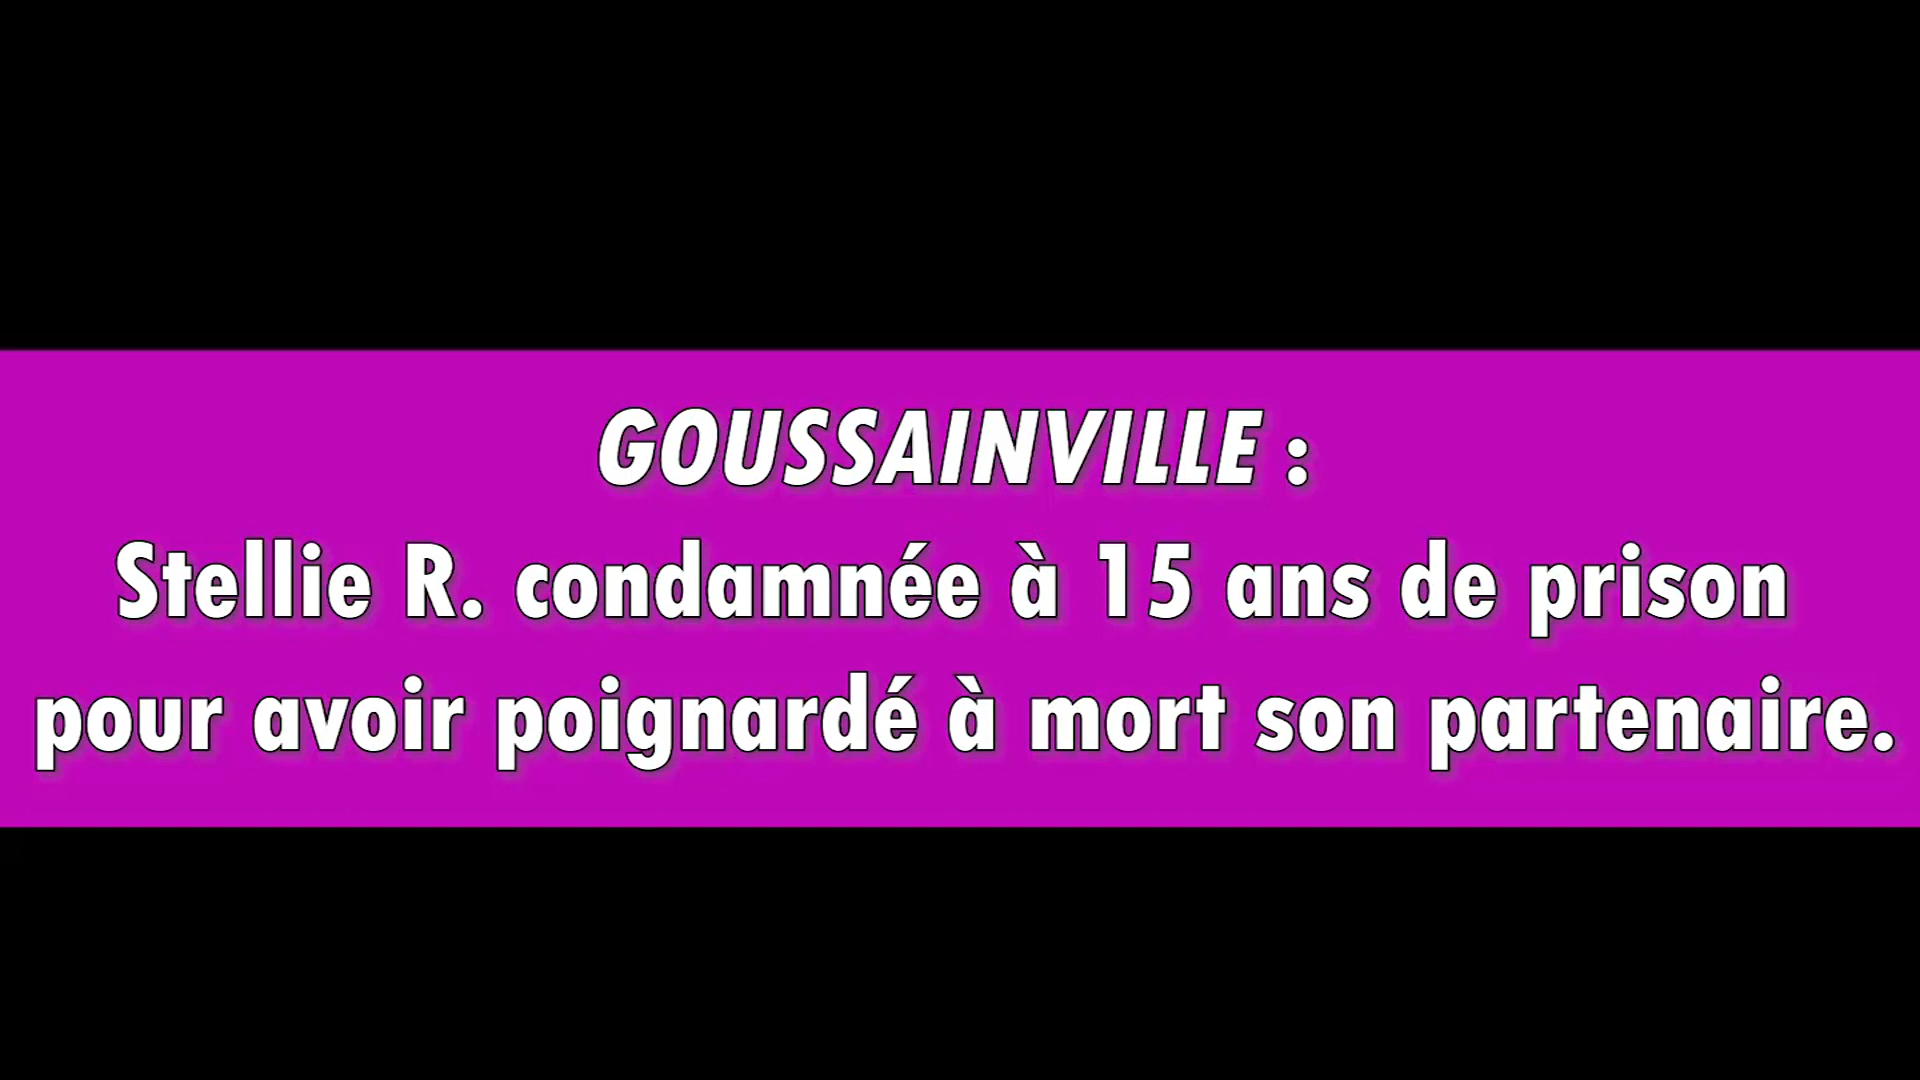 GOUSSAINVILLE :
Stellie R. condamnée à 15 ans de prison
pour avoir poignardé à mort son partenaire.